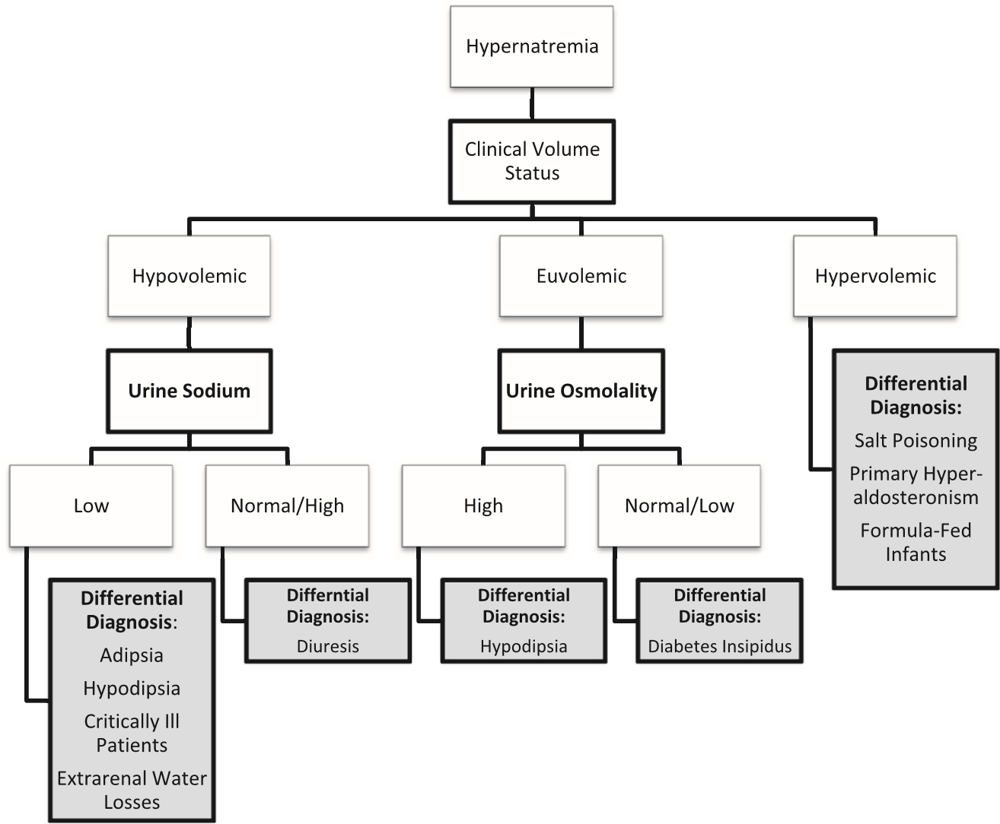 Hypernatremia
Clinical Volume
Status
Hypovolemic
Euvolemic
Hypervolemic
Urine Sodium
Urine Osmolality
Differential
Diagnosis:
Salt Poisoning
Primary Hyper-
aldosteronism
Formula-Fed
Infants
Low
Normal/High
High
Normal/Low
Differential
Diagnosis:
Adipsia
Hypodipsia
Critically Ill
Patients
Extrarenal Water
Losses
Differntial
Diagnosis:
Diuresis
Differential
Diagnosis:
Hypodipsia
Differential
Diagnosis:
Diabetes Insipidus